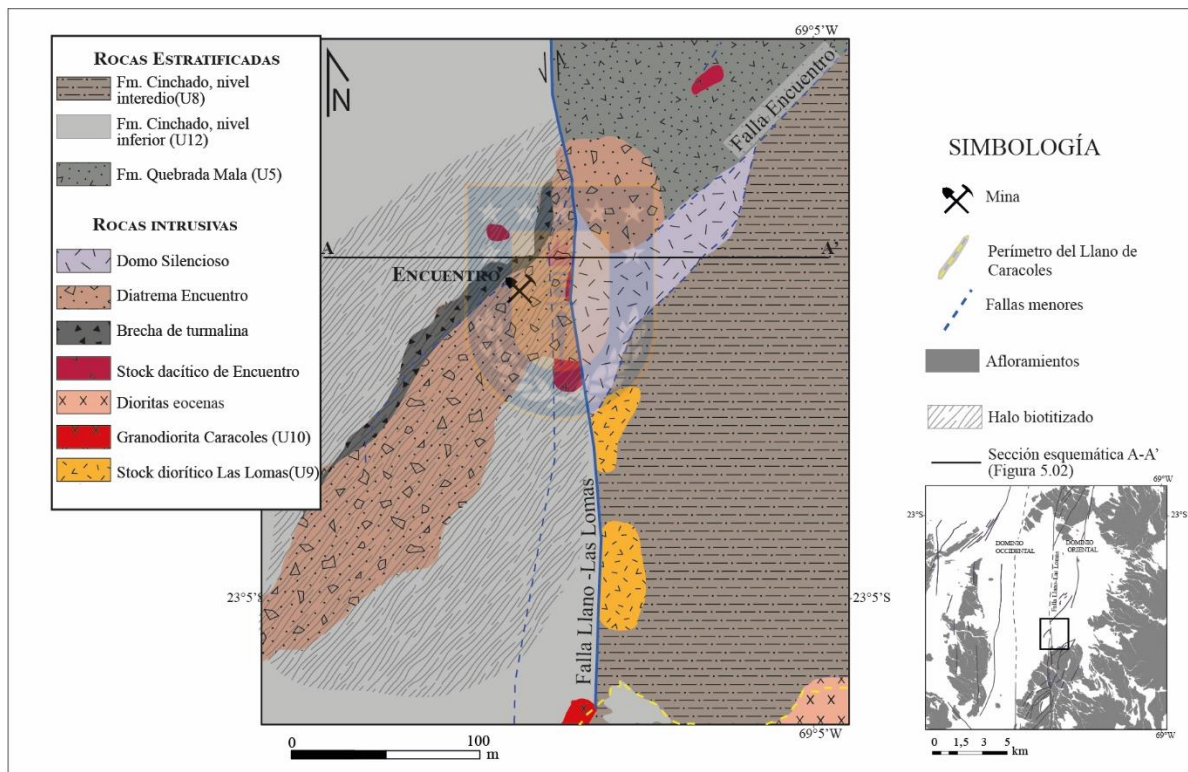 ROCAS ESTRATIFICADAS
Fm. Cinchado, nivel
interedio(U8)
Fm. Cinchado, nivel
inferior (U12)
Fm. Quebrada Mala (U5)
ROCAS INTRUSIVAS
Domo Silencioso
Diatrema Encuentro
Brecha de turmalina
Stock dacítico de Encuentro
Dioritas eocenas
Granodiorita Caracoles (U10)
Stock diorítico Las Lomas(U9)
N
69°5'W
Falla Encuentro
A
A'
ENCUENTRO
Falla Llano -Las Lomas
23°5'S
23°5'S
69°5'W
0
100
m
SIMBOLOGÍA
Mina
Perímetro del Llano de
Caracoles
Fallas menores
Afloramientos
Halo biotitizado
Sección esquemática A-A'
(Figura 5.02)
69°W
23°S
23°S
DOMINIO
OCCIDENTAL
DOMINIO
ORIENTAL
Falla Llano-Las Lomas
69°W
0 1,5 3 5
km